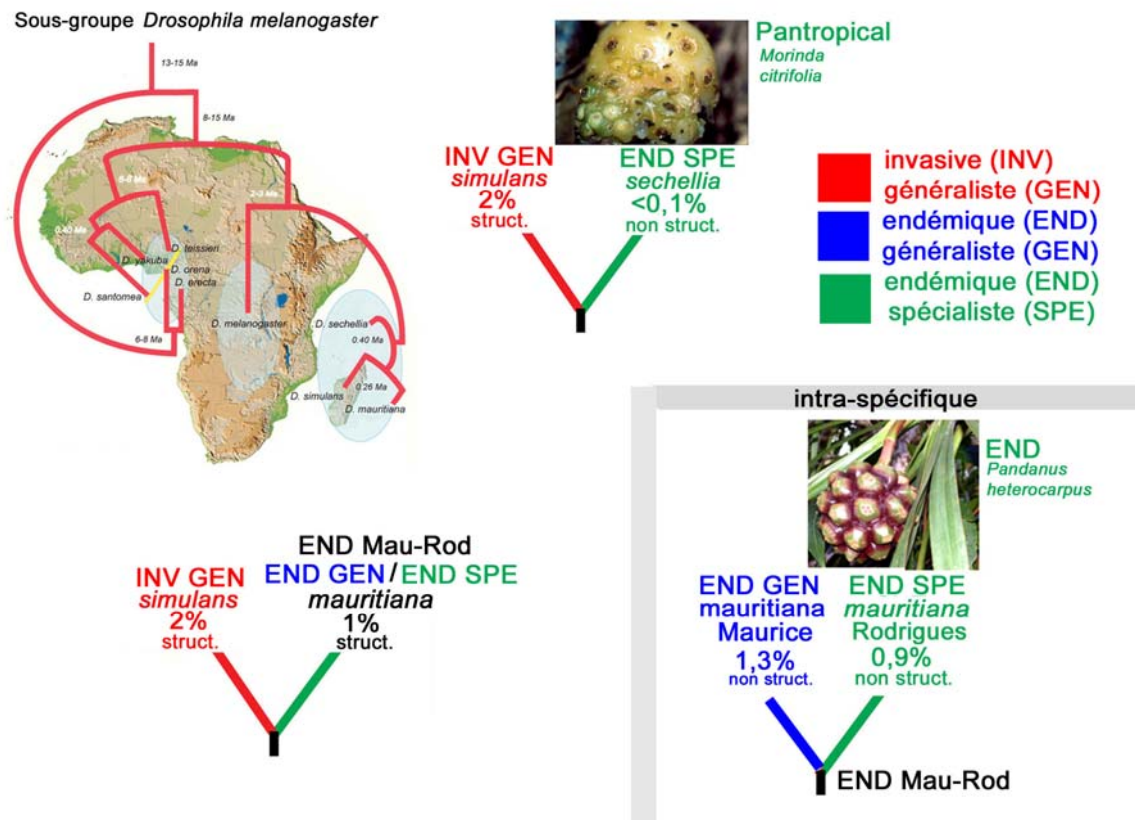 Sous-groupe Drosophila melanogaster
13-15 Ma
8-15 Ma
6-8 Ma
2-3 Ma
0.40 Ma
D. teissieri
D. yakuba
D. orena
D. erecta
D. santomea
D. melanogaster
D. sechellia
6-8 Ma
0.40 Ma
0.26 Ma
D. simulans
D. mauritiana
Pantropical
Morinda
citrifolia
INV GEN
simulans
2%
struct.
END SPE
sechellia
<0,1%
non struct.
invasive (INV)
généraliste (GEN)
endémique (END)
généraliste (GEN)
endémique (END)
spécialiste (SPE)
INV GEN
simulans
2%
struct.
END Mau-Rod
END GEN / END SPE
mauritiana
1%
struct.
intra-spécifique
END
Pandanus
heterocarpus
END GEN
mauritiana
Maurice
1,3%
non struct.
END SPE
mauritiana
Rodrigues
0,9%
non struct.
END Mau-Rod